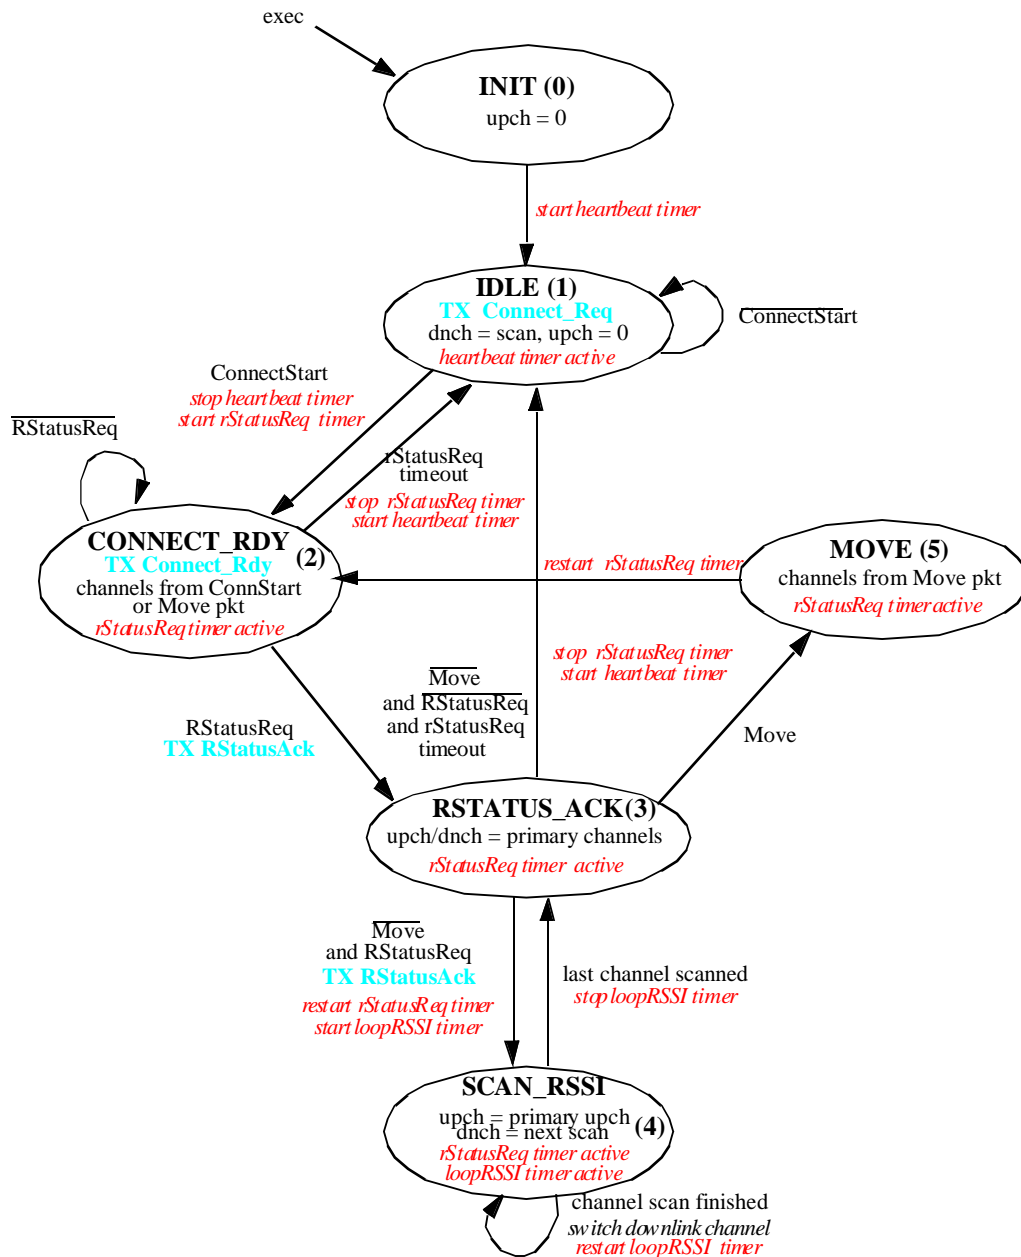 exec
INIT (0)
upch = 0
start heartbeat timer
IDLE (1)
TX Connect_Req
dnch = scan, upch = 0
heartbeat timer active
ConnectStart
ConnectStart
stop heartbeat timer
start rStatusReq timer
RStatusReq
rStatusReq
timeout
stop rStatusReq timer
start heartbeat timer
CONNECT_RDY (2)
TX Connect_Rdy
channels from ConnStart
or Move pkt
rStatusReq timer active
restart rStatusReq timer
MOVE (5)
channels from Move pkt
rStatusReq timer active
stop rStatusReq timer
start heartbeat timer
Move
and RStatusReq
and rStatusReq
timeout
RStatusReq
TX RStatusAck
Move
RSTATUS_ACK(3)
upch/dnch = primary channels
rStatusReq timer active
Move
and RStatusReq
TX RStatusAck
restart rStatusReq timer
start loopRSSI timer
last channel scanned
stop loopRSSI timer
SCAN_RSSI
upch = primary upch
dnch = next scan (4)
rStatusReq timer active
loopRSSI timer active
channel scan finished
switch downlink channel
restart loopRSSI timer